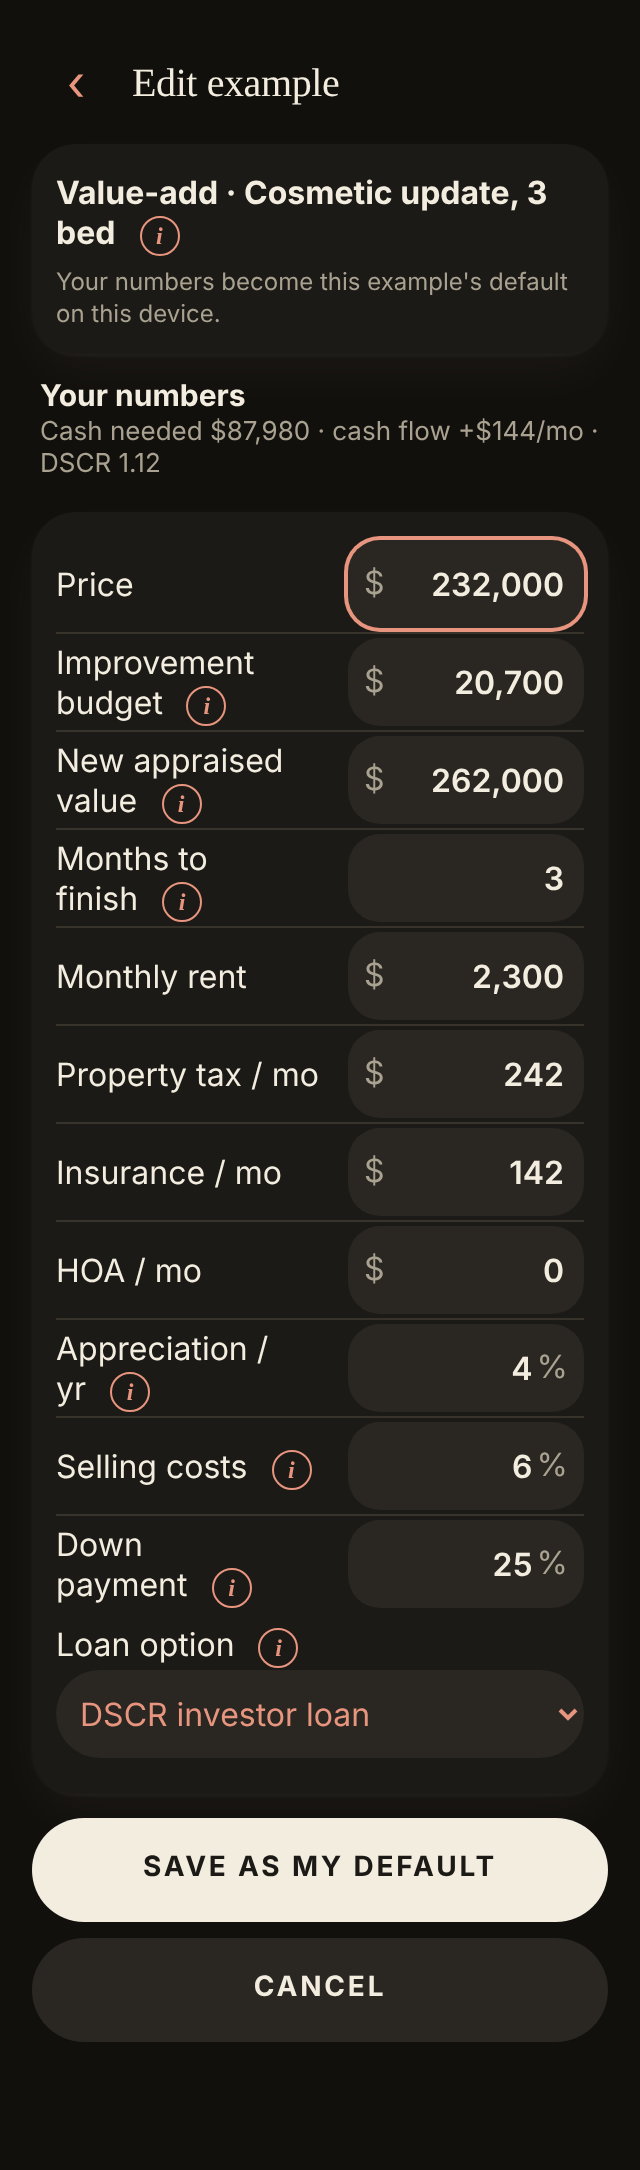 ‹ Edit example
Value-add · Cosmetic update, 3
bed i
Your numbers become this example's default
on this device.
Your numbers
Cash needed $87,980 · cash flow +$144/mo ·
DSCR 1.12
Price $ 232,000
Improvement
budget i $ 20,700
New appraised
value i $ 262,000
Months to
finish i 3
Monthly rent $ 2,300
Property tax / mo $ 242
Insurance / mo $ 142
HOA / mo $ 0
Appreciation /
yr i 4 %
Selling costs i 6 %
Down
payment i 25 %
Loan option i
DSCR investor loan
SAVE AS MY DEFAULT
CANCEL